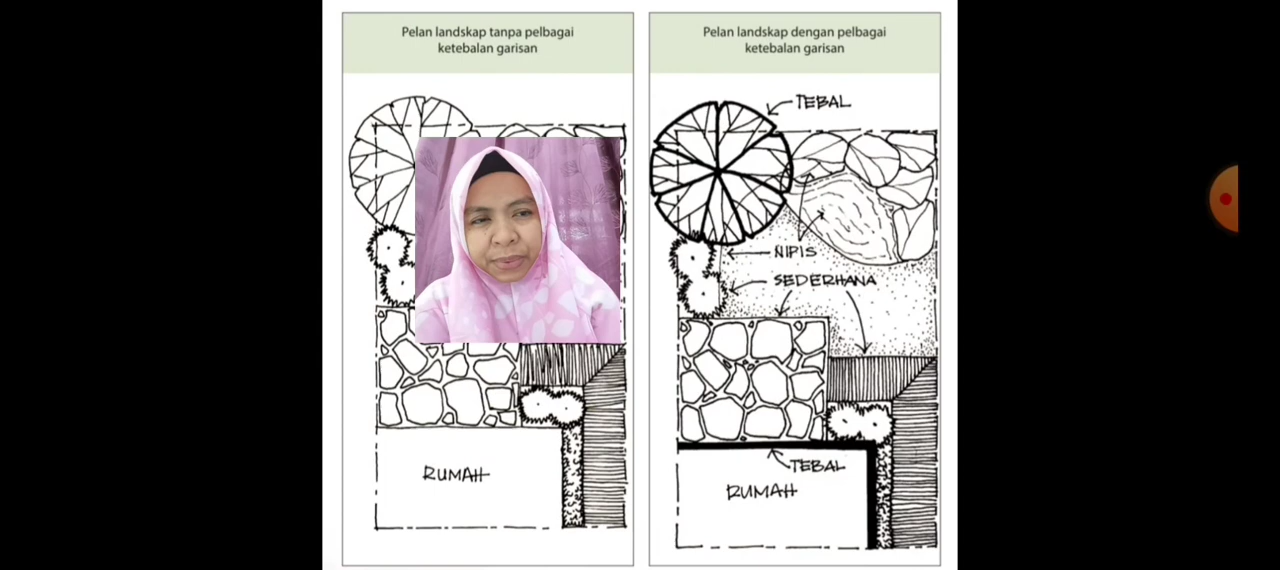 Pelan landskap tanpa pelbagai
ketebalan garisan
RUMAH
Pelan landskap dengan pelbagai
ketebalan garisan
TEBAL
NIPIS
SEDERHANA
TEBAL
RUMAH